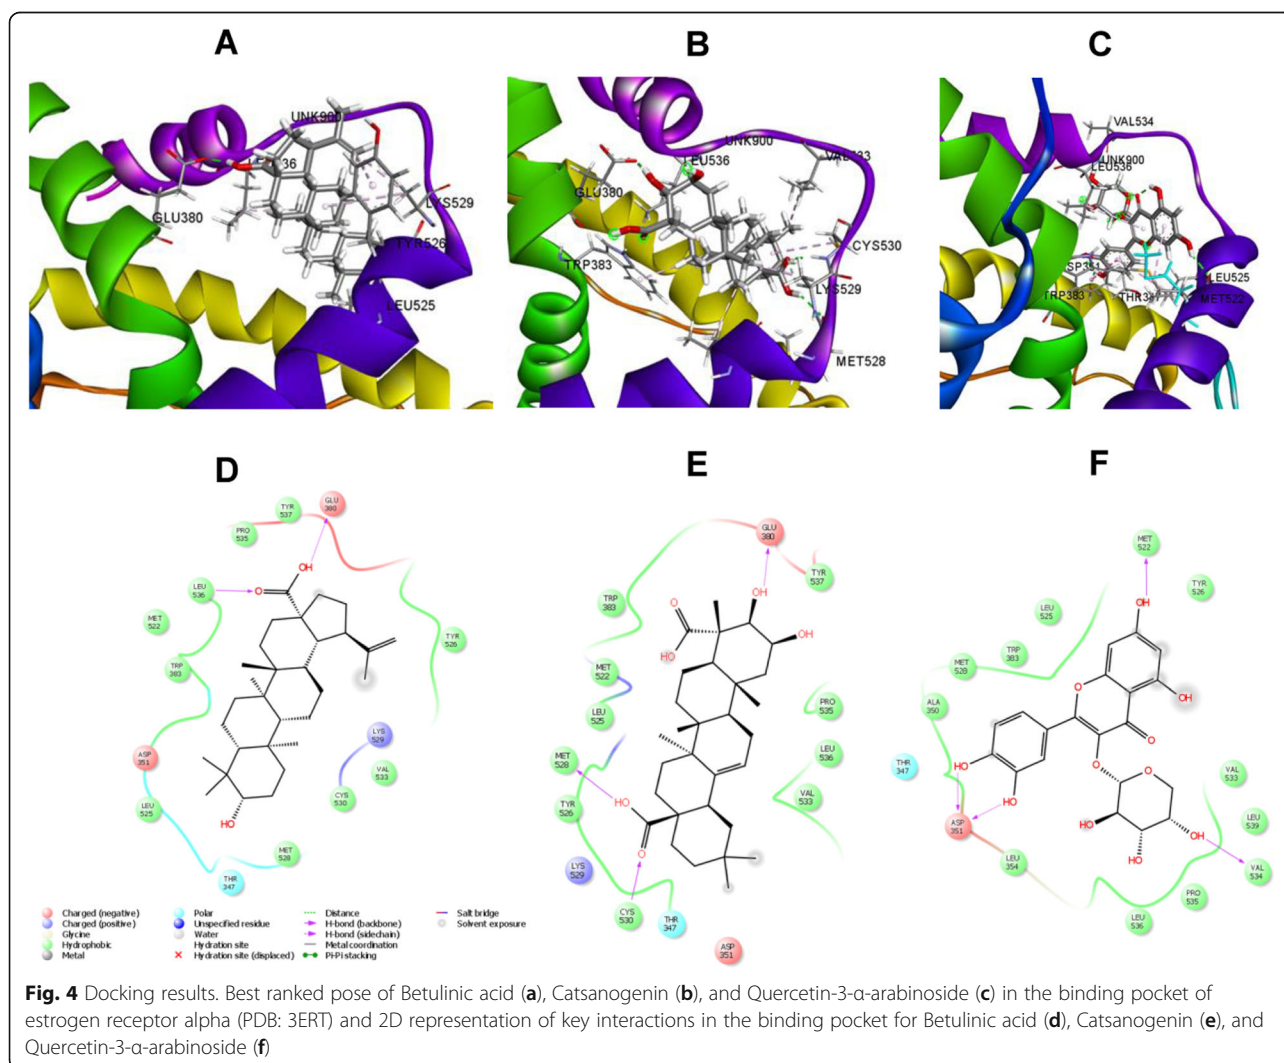 A
B
C
UNK900
LYS529
GLU380
TYR526
LEU525
UNK900
LEU536
GLU380
TRP383
CYS530
LYS529
MET528
VAL534
UNK900
LEU536
TRP383
LEU525
MET522
D
E
F
GLU
380
TYR
537
PRO
535
LEU
536
OH
O
MET
522
TRP
383
TYR
526
ASP
351
LYS
529
VAL
533
CYS
530
LEU
525
HO
MET
528
THR
347
GLU
380
TYR
537
TRP
383
OH
O
OH
HO
MET
522
LEU
525
PRO
535
MET
528
LEU
536
HO
VAL
533
TYR
526
O
LYS
529
CYS
530
THR
347
ASP
351
MET
522
TYR
526
LEU
525
OH
TRP
383
MET
528
ALA
350
O
OH
THR
347
O
HO
O
O
VAL
533
HO
ASP
351
LEU
539
HO
OH
HO
VAL
534
LEU
354
PRO
535
LEU
536
Charged (negative)
Charged (positive)
Glycine
Hydrophobic
Metal
Polar
Unspecified residue
Water
Hydration site
Hydration site (displaced)
Distance
H-bond (backbone)
H-bond (sidechain)
Metal coordination
Pi-Pi stacking
Salt bridge
Solvent exposure
Fig. 4 Docking results. Best ranked pose of Betulinic acid (a), Catsanogenin (b), and Quercetin-3-α-arabinoside (c) in the binding pocket of
estrogen receptor alpha (PDB: 3ERT) and 2D representation of key interactions in the binding pocket for Betulinic acid (d), Catsanogenin (e), and
Quercetin-3-α-arabinoside (f)